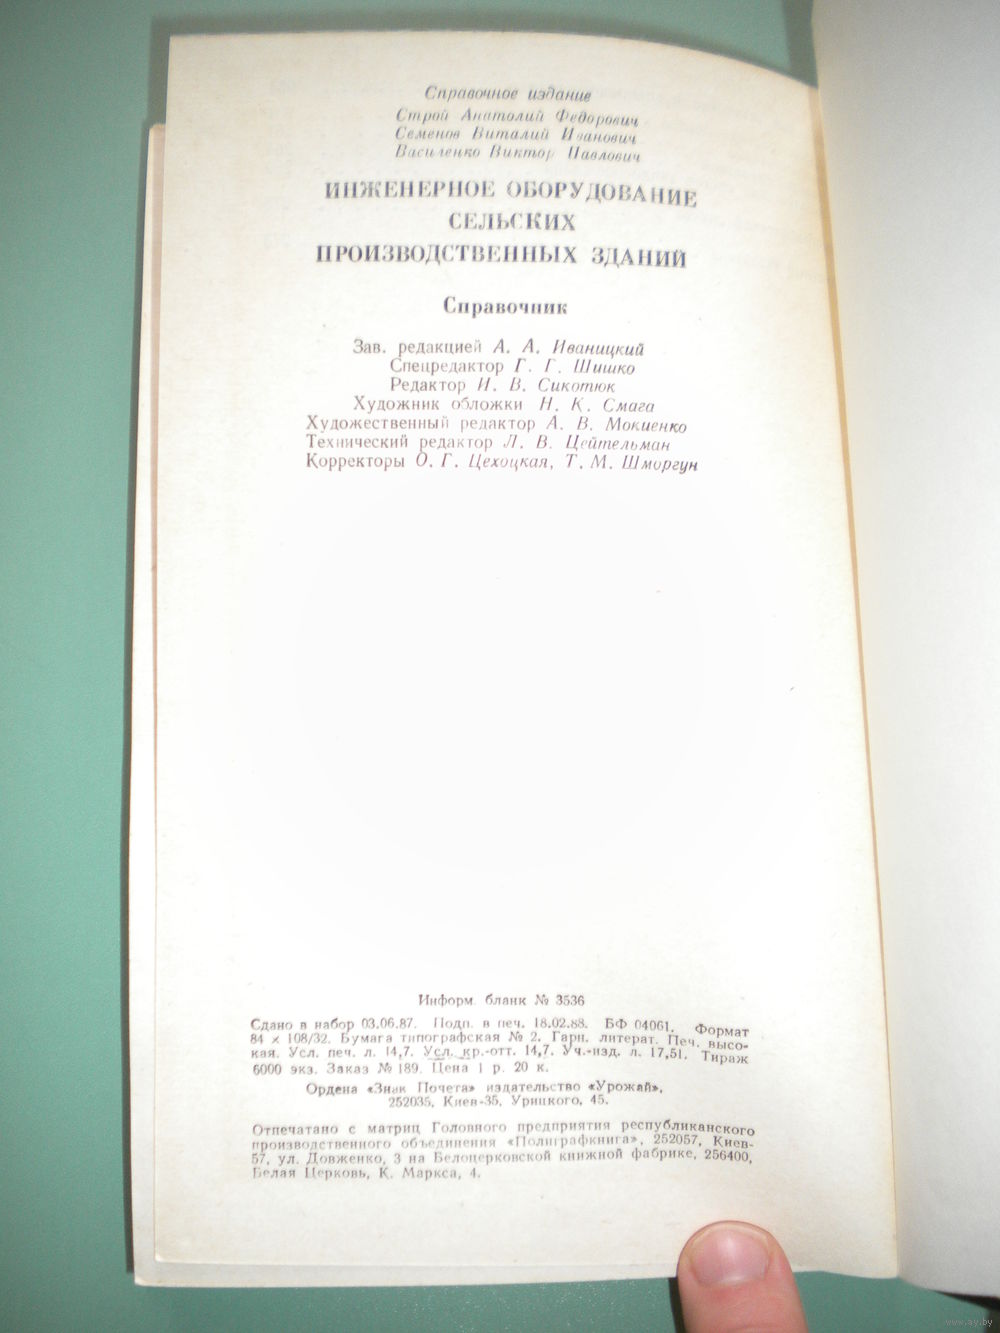 Справочное издание
Строй Анатолий Федорович
Семенов Виталий Иванович
Василенко Виктор Павлович
ИНЖЕНЕРНОЕ ОБОРУДОВАНИЕ
СЕЛЬСКИХ
ПРОИЗВОДСТВЕННЫХ ЗДАНИЙ
Справочник
Зав. редакцией А. А. Иваницкий
Спецредактор Г. Г. Шишко
Редактор И. В. Сикотюк
Художник обложки Н. К. Смага
Художественный редактор А. В. Мокиенко
Технический редактор Л. В. Цейтельман
Корректоры О. Г. Цехоцкая, Т. М. Шморгун
Информ. бланк № 3536
Сдано в набор 03.06.87. Подп. в печ. 18.02.88. БФ 04061. Формат
84 × 108/32. Бумага типографская № 2. Гарн. литерат. Печ. высо-
кая. Усл. печ. л. 14,7. Усл. кр.-отт. 14,7. Уч.-изд. л. 17,51. Тираж
6000 экз. Заказ № 189. Цена 1 р. 20 к.
Ордена «Знак Почета» издательство «Урожай»,
252035, Киев-35, Урицкого, 45.
Отпечатано с матриц Головного предприятия республиканского
производственного объединения «Полиграфкнига», 252057, Киев-
57, ул. Довженко, 3 на Белоцерковской книжной фабрике, 256400,
Белая Церковь, К. Маркса, 4.
www.ay.by